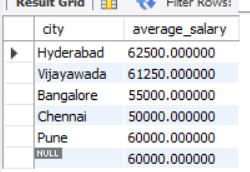 Result Grid Filter Rows:
city average_salary
Hyderabad 62500.000000
Vijayawada 61250.000000
Bangalore 55000.000000
Chennai 50000.000000
Pune 60000.000000
NULL 60000.000000